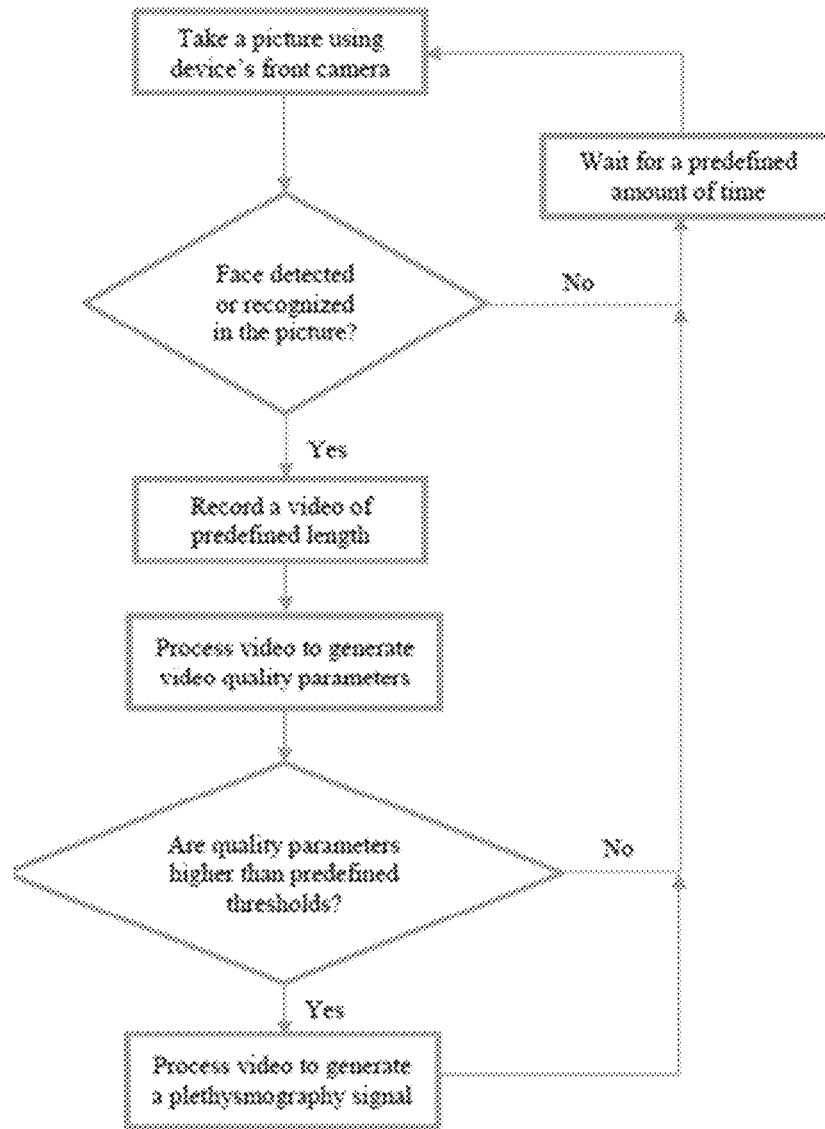 Take a picture using
device's front camera
Wait for a predefined
amount of time
Face detected
or recognized
in the picture?
No
Yes
Record a video of
predefined length
Process video to generate
video quality parameters
Are quality parameters
higher than predefined
thresholds?
No
Yes
Process video to generate
a plethysmography signal